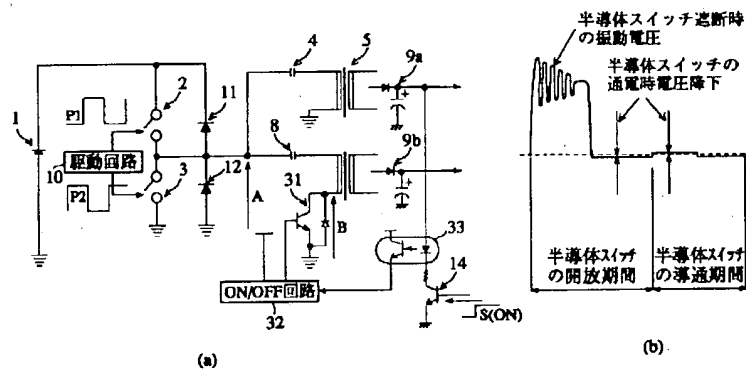 4
5
9a
P1
2
11
1
8
9b
駆動回路
10
12
P2
3
31
A
B
33
14
ON/OFF回路
32
S(ON)
(a)
半導体スイッチ遮断時
の振動電圧
半導体スイッチの
通電時電圧降下
半導体スイッチ
の開放期間
半導体スイッチ
の導通期間
(b)